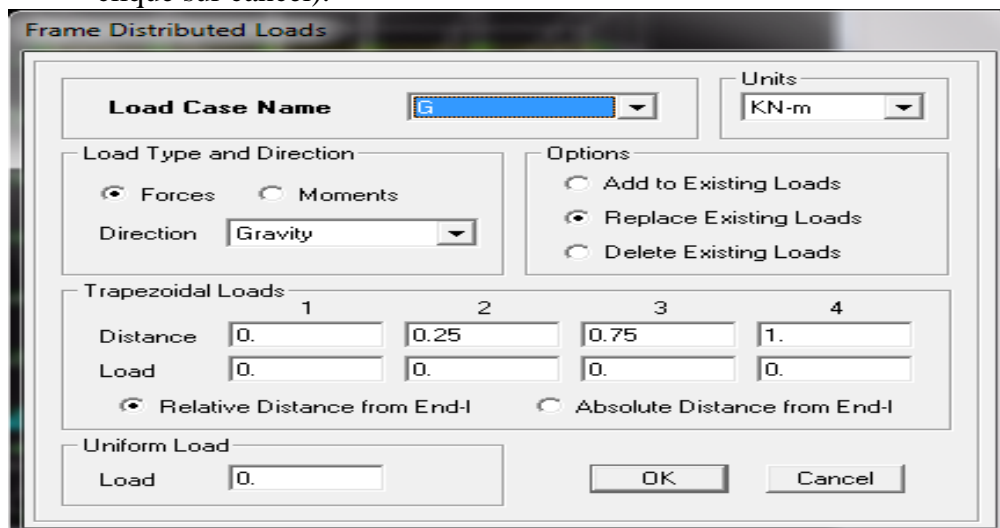 clique sur cancel).
Frame Distributed Loads
Load Case Name G
Units
KN-m
Load Type and Direction
Forces Moments
Direction Gravity
Options
Add to Existing Loads
Replace Existing Loads
Delete Existing Loads
Trapezoidal Loads
1 2 3 4
Distance 0. 0.25 0.75 1.
Load 0. 0. 0. 0.
Relative Distance from End-I Absolute Distance from End-I
Uniform Load
Load 0.
OK Cancel